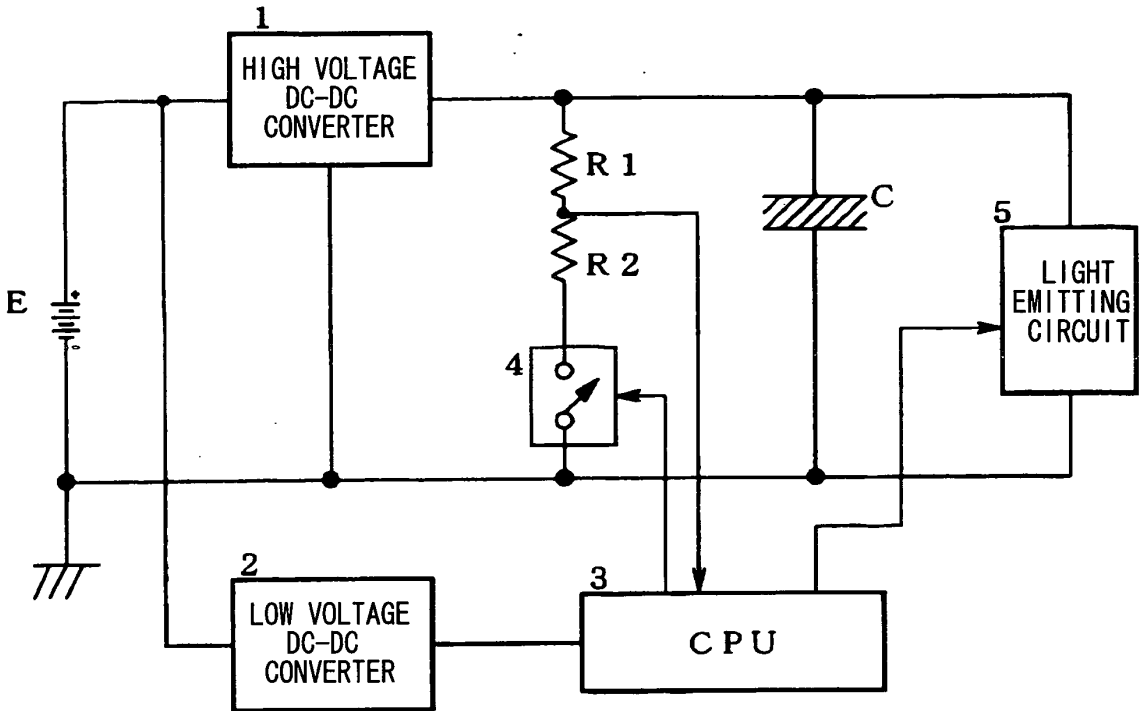 1
HIGH VOLTAGE
DC-DC
CONVERTER
R 1
C
5
R 2
LIGHT
EMITTING
CIRCUIT
E
+
4
2
3
LOW VOLTAGE
DC-DC
CONVERTER
C P U